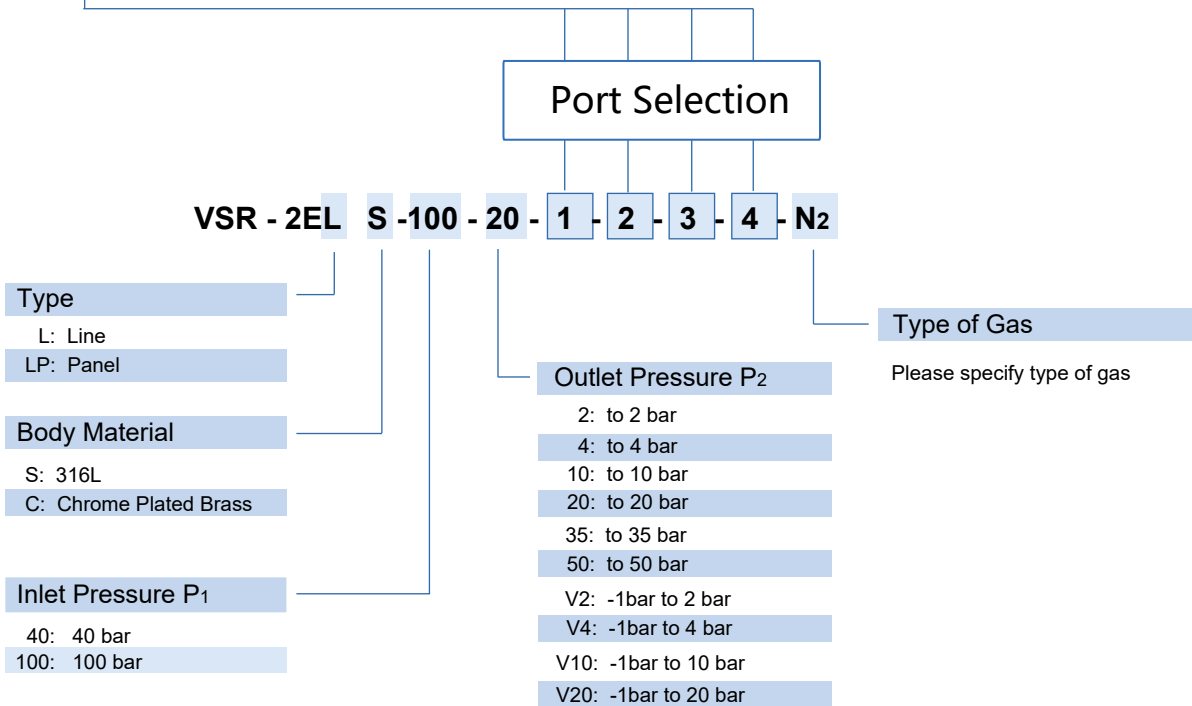 Port Selection
VSR - 2EL S -100 - 20 - 1 - 2 - 3 - 4 - N2
Type
L: Line
LP: Panel
Body Material
S: 316L
C: Chrome Plated Brass
Inlet Pressure P1
40: 40 bar
100: 100 bar
Outlet Pressure P2
2: to 2 bar
4: to 4 bar
10: to 10 bar
20: to 20 bar
35: to 35 bar
50: to 50 bar
V2: -1bar to 2 bar
V4: -1bar to 4 bar
V10: -1bar to 10 bar
V20: -1bar to 20 bar
Type of Gas
Please specify type of gas